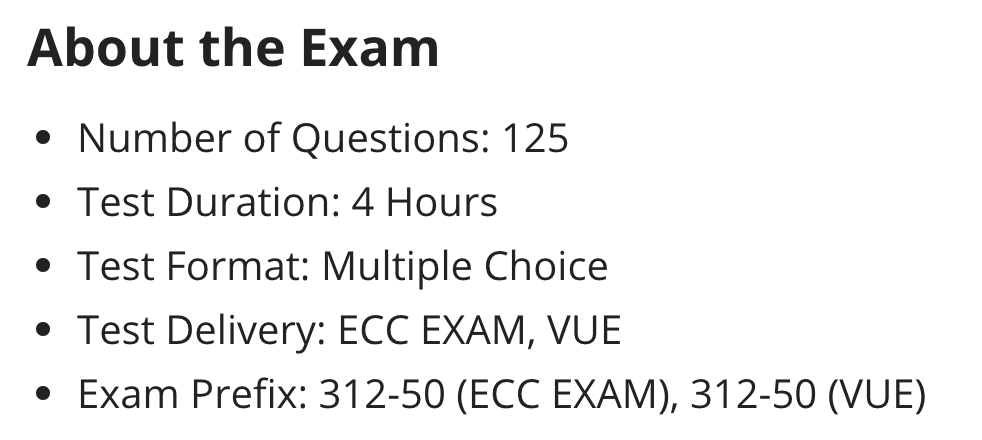 About the Exam
• Number of Questions: 125
• Test Duration: 4 Hours
• Test Format: Multiple Choice
• Test Delivery: ECC EXAM, VUE
• Exam Prefix: 312-50 (ECC EXAM), 312-50 (VUE)